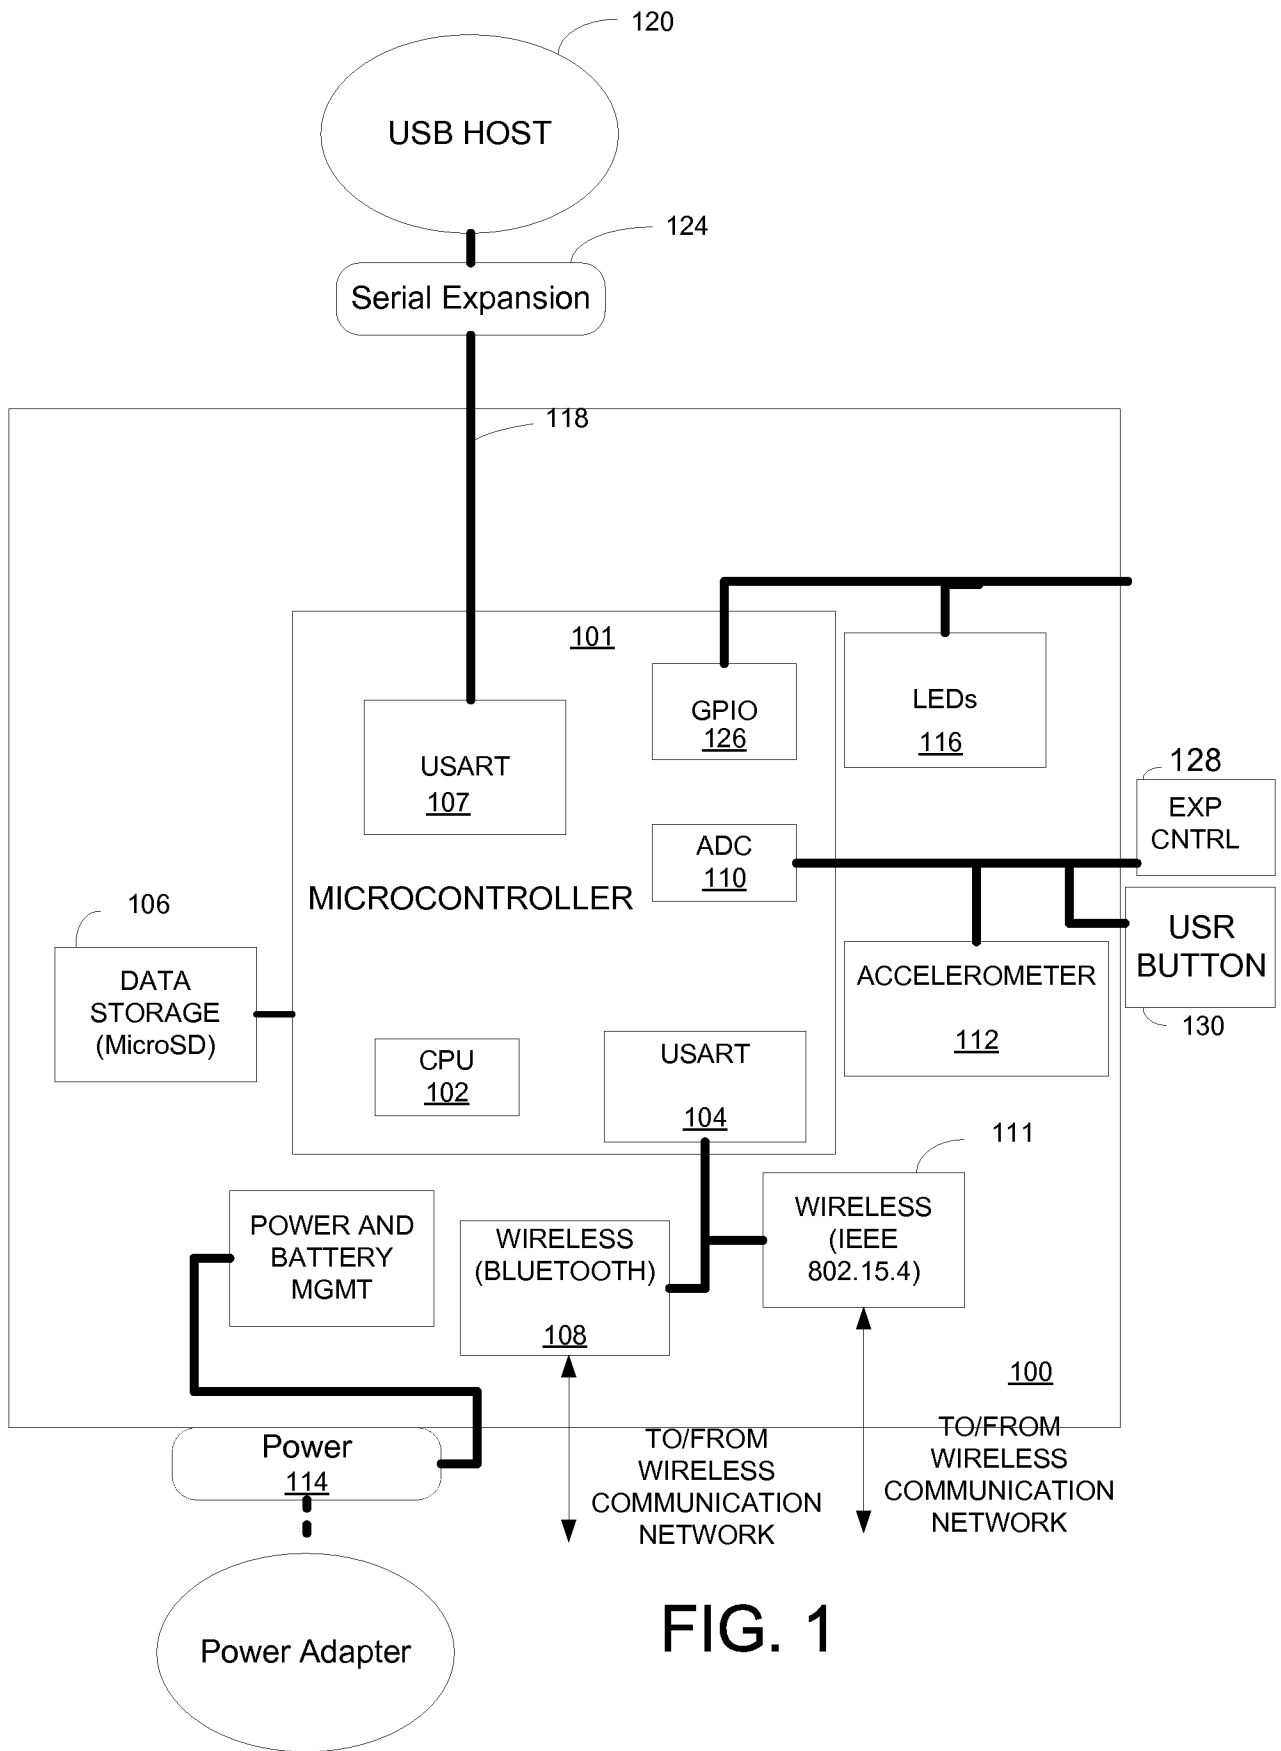 120
USB HOST
124
Serial Expansion
118
101
GPIO
126
LEDs
116
USART
107
128
EXP
CNTRL
ADC
110
MICROCONTROLLER
106
DATA
STORAGE
(MicroSD)
USR
BUTTON
130
ACCELEROMETER
112
CPU
102
USART
104
111
POWER AND
BATTERY
MGMT
WIRELESS
(BLUETOOTH)
108
WIRELESS
(IEEE
802.15.4)
100
Power
114
TO/FROM
WIRELESS
COMMUNICATION
NETWORK
TO/FROM
WIRELESS
COMMUNICATION
NETWORK
Power Adapter
FIG. 1